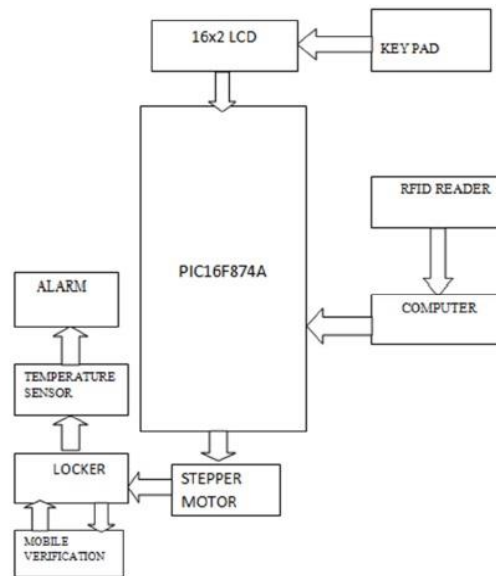 16x2 LCD
KEY PAD
RFID READER
PIC16F874A
ALARM
COMPUTER
TEMPERATURE
SENSOR
LOCKER
STEPPER
MOTOR
MOBILE
VERIFICATION